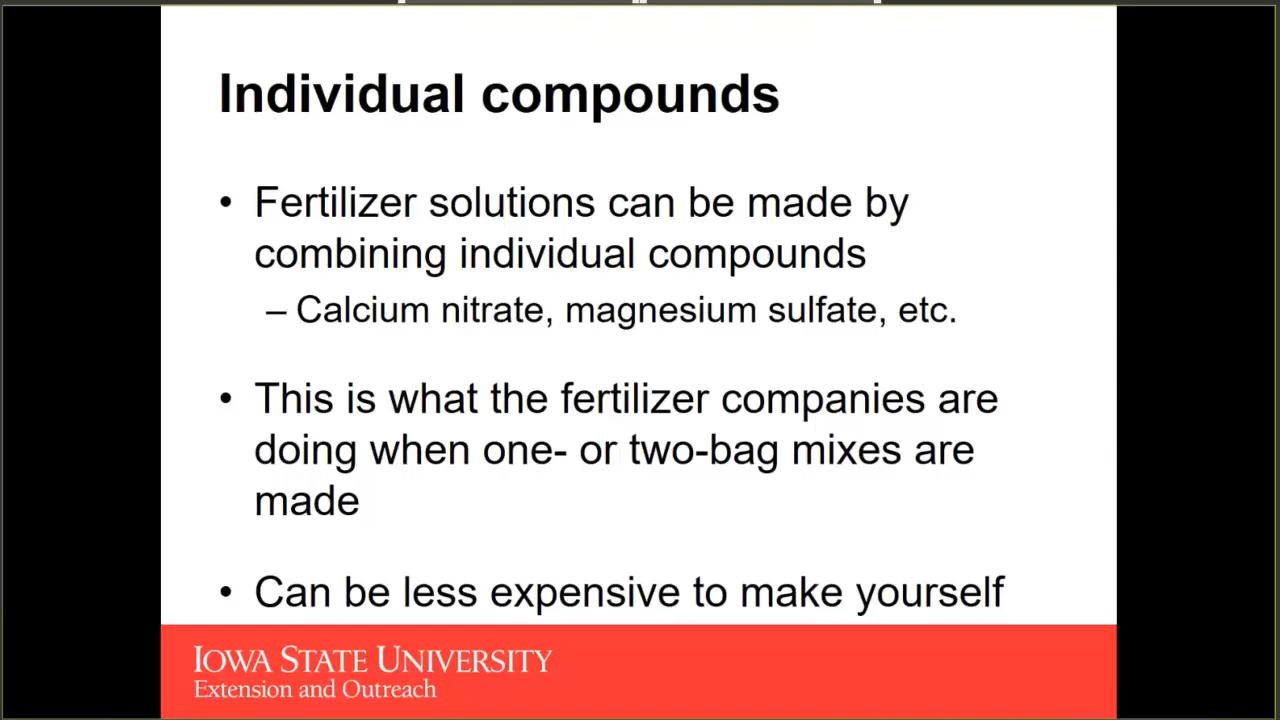 Individual compounds
• Fertilizer solutions can be made by
combining individual compounds
– Calcium nitrate, magnesium sulfate, etc.
• This is what the fertilizer companies are
doing when one- or two-bag mixes are
made
• Can be less expensive to make yourself
IOWA STATE UNIVERSITY
Extension and Outreach